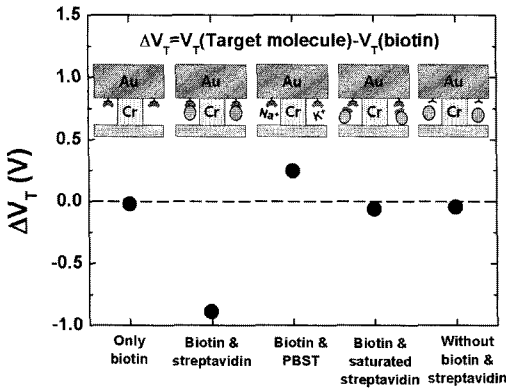 ΔV_T=V_T(Target molecule)-V_T(biotin)
1.5
1.0
0.5
0.0
-0.5
-1.0
ΔV_T (V)
Au Au Au Au Au
Cr Cr Na+ Cr K+ Cr Cr
Only biotin
Biotin & streptavidin
Biotin & PBST
Biotin & saturated streptavidin
Without biotin & streptavidin